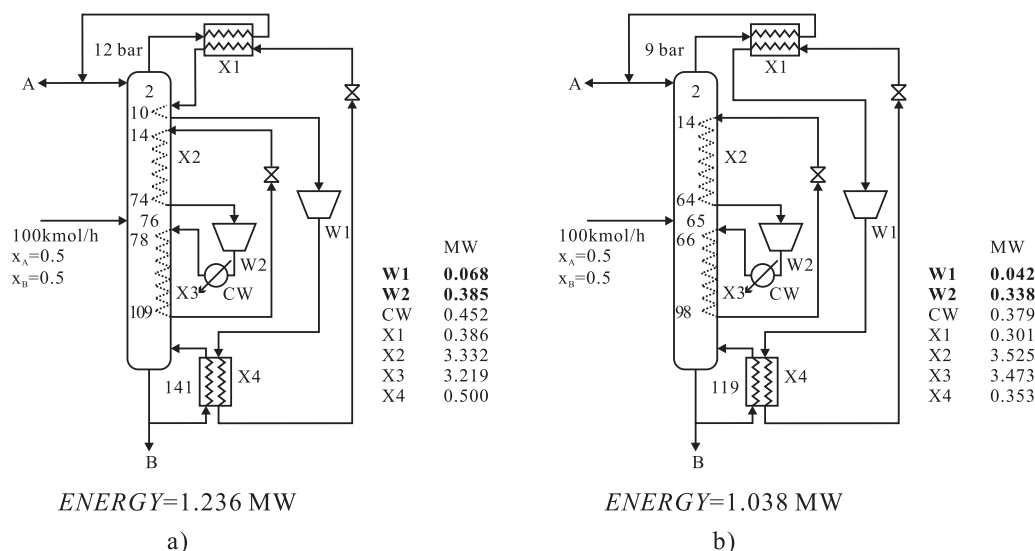 12 bar
X1
A
2
10
14
X2
74
76
100kmol/h
78
x_A=0.5
x_B=0.5
W1
W2
X3
CW
109
141
X4
B
MW
W1 0.068
W2 0.385
CW 0.452
X1 0.386
X2 3.332
X3 3.219
X4 0.500
ENERGY=1.236 MW
a)
9 bar
X1
A
2
14
X2
64
65
100kmol/h
66
x_A=0.5
x_B=0.5
W1
W2
X3
CW
98
119
X4
B
MW
W1 0.042
W2 0.338
CW 0.379
X1 0.301
X2 3.525
X3 3.473
X4 0.353
ENERGY=1.038 MW
b)